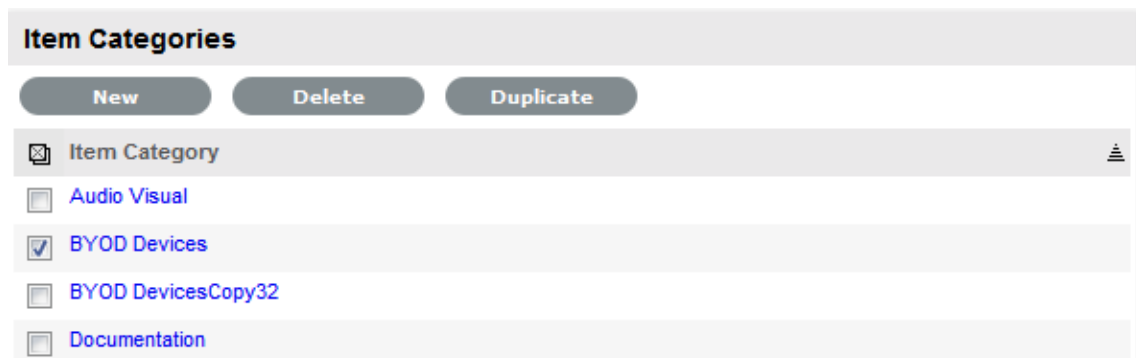 Item Categories
New Delete Duplicate
Item Category
Audio Visual
BYOD Devices
BYOD DevicesCopy32
Documentation